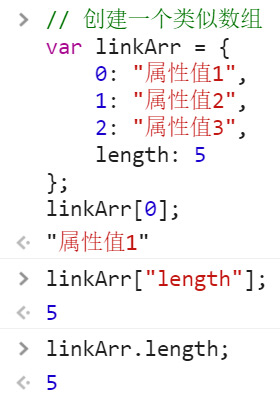 > // 创建一个类似数组
var linkArr = {
    0: "属性值1",
    1: "属性值2",
    2: "属性值3",
    length: 5
};
linkArr[0];
"属性值1"
> linkArr["length"];
5
> linkArr.length;
5